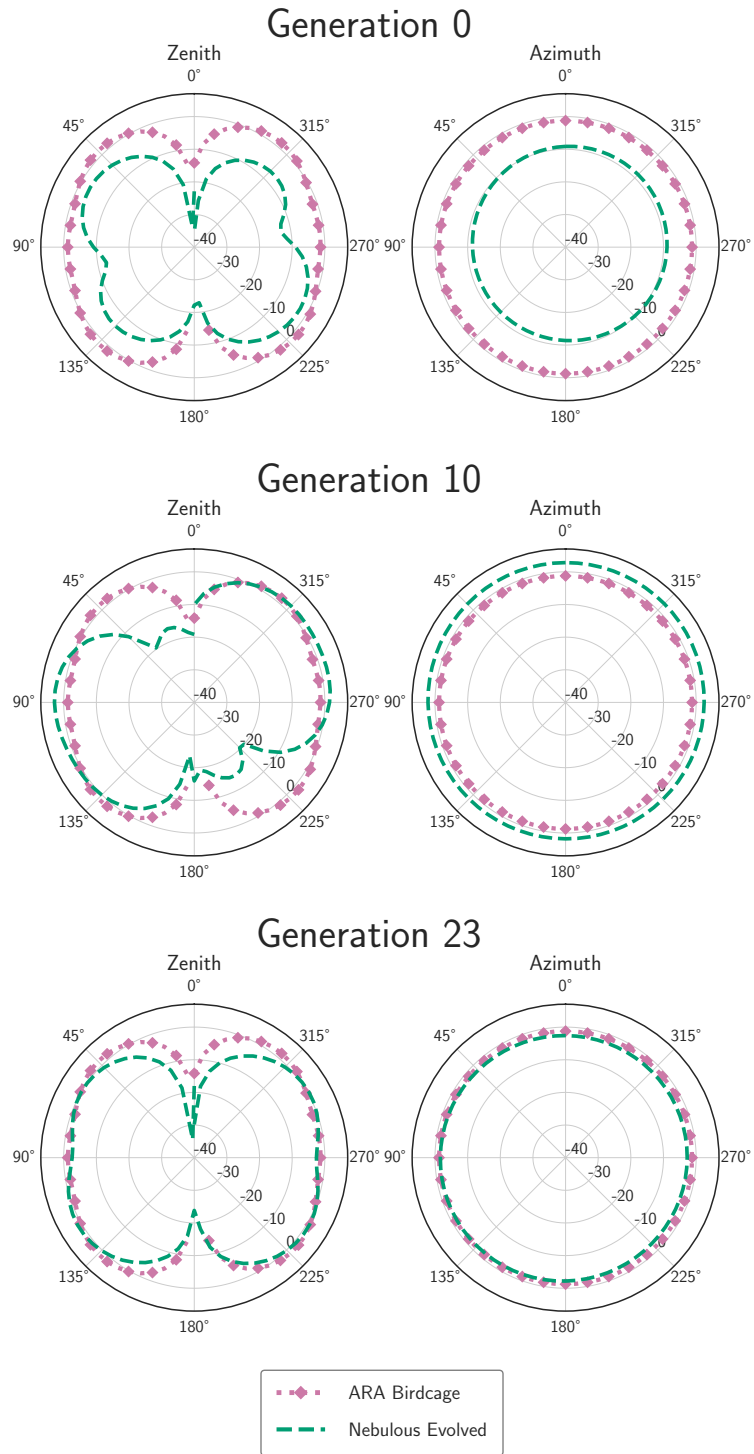 Generation 0
Zenith Azimuth
0° 0°
45° 315° 45° 315°
90° 270° 90° 270°
-40 -40
-30 -30
-20 -20
-10 -10
0 0
135° 225° 135° 225°
180° 180°
Generation 10
Zenith Azimuth
0° 0°
45° 315° 45° 315°
90° 270° 90° 270°
-40 -40
-30 -30
-20 -20
-10 -10
0 0
135° 225° 135° 225°
180° 180°
Generation 23
Zenith Azimuth
0° 0°
45° 315° 45° 315°
90° 270° 90° 270°
-40 -40
-30 -30
-20 -20
-10 -10
0 0
135° 225° 135° 225°
180° 180°
ARA Birdcage
Nebulous Evolved